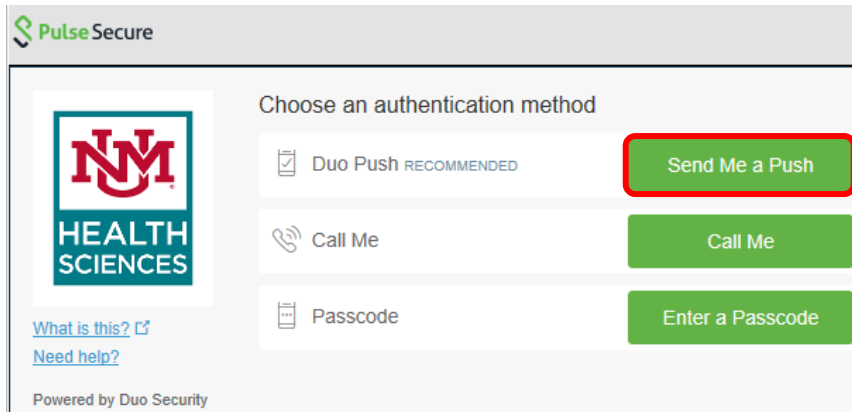 Pulse Secure
Choose an authentication method
UNM
HEALTH
SCIENCES
Duo Push RECOMMENDED
Send Me a Push
Call Me
Call Me
Passcode
Enter a Passcode
What is this?
Need help?
Powered by Duo Security